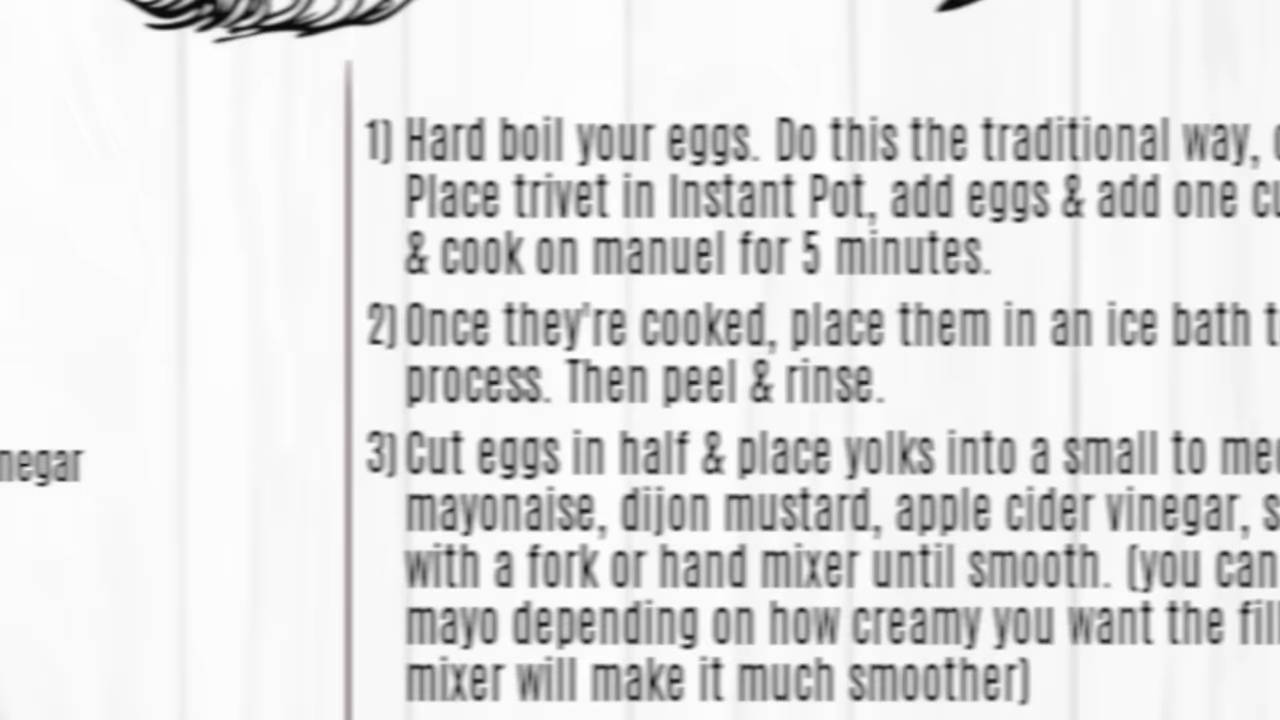 1) Hard boil your eggs. Do this the traditional way,
Place trivet in Instant Pot, add eggs & add one
& cook on manuel for 5 minutes.
2) Once they're cooked, place them in an ice bath
process. Then peel & rinse.
negar
3) Cut eggs in half & place yolks into a small to
mayonaise, dijon mustard, apple cider vinegar,
with a fork or hand mixer until smooth. (you can
mayo depending on how creamy you want the
mixer will make it much smoother)